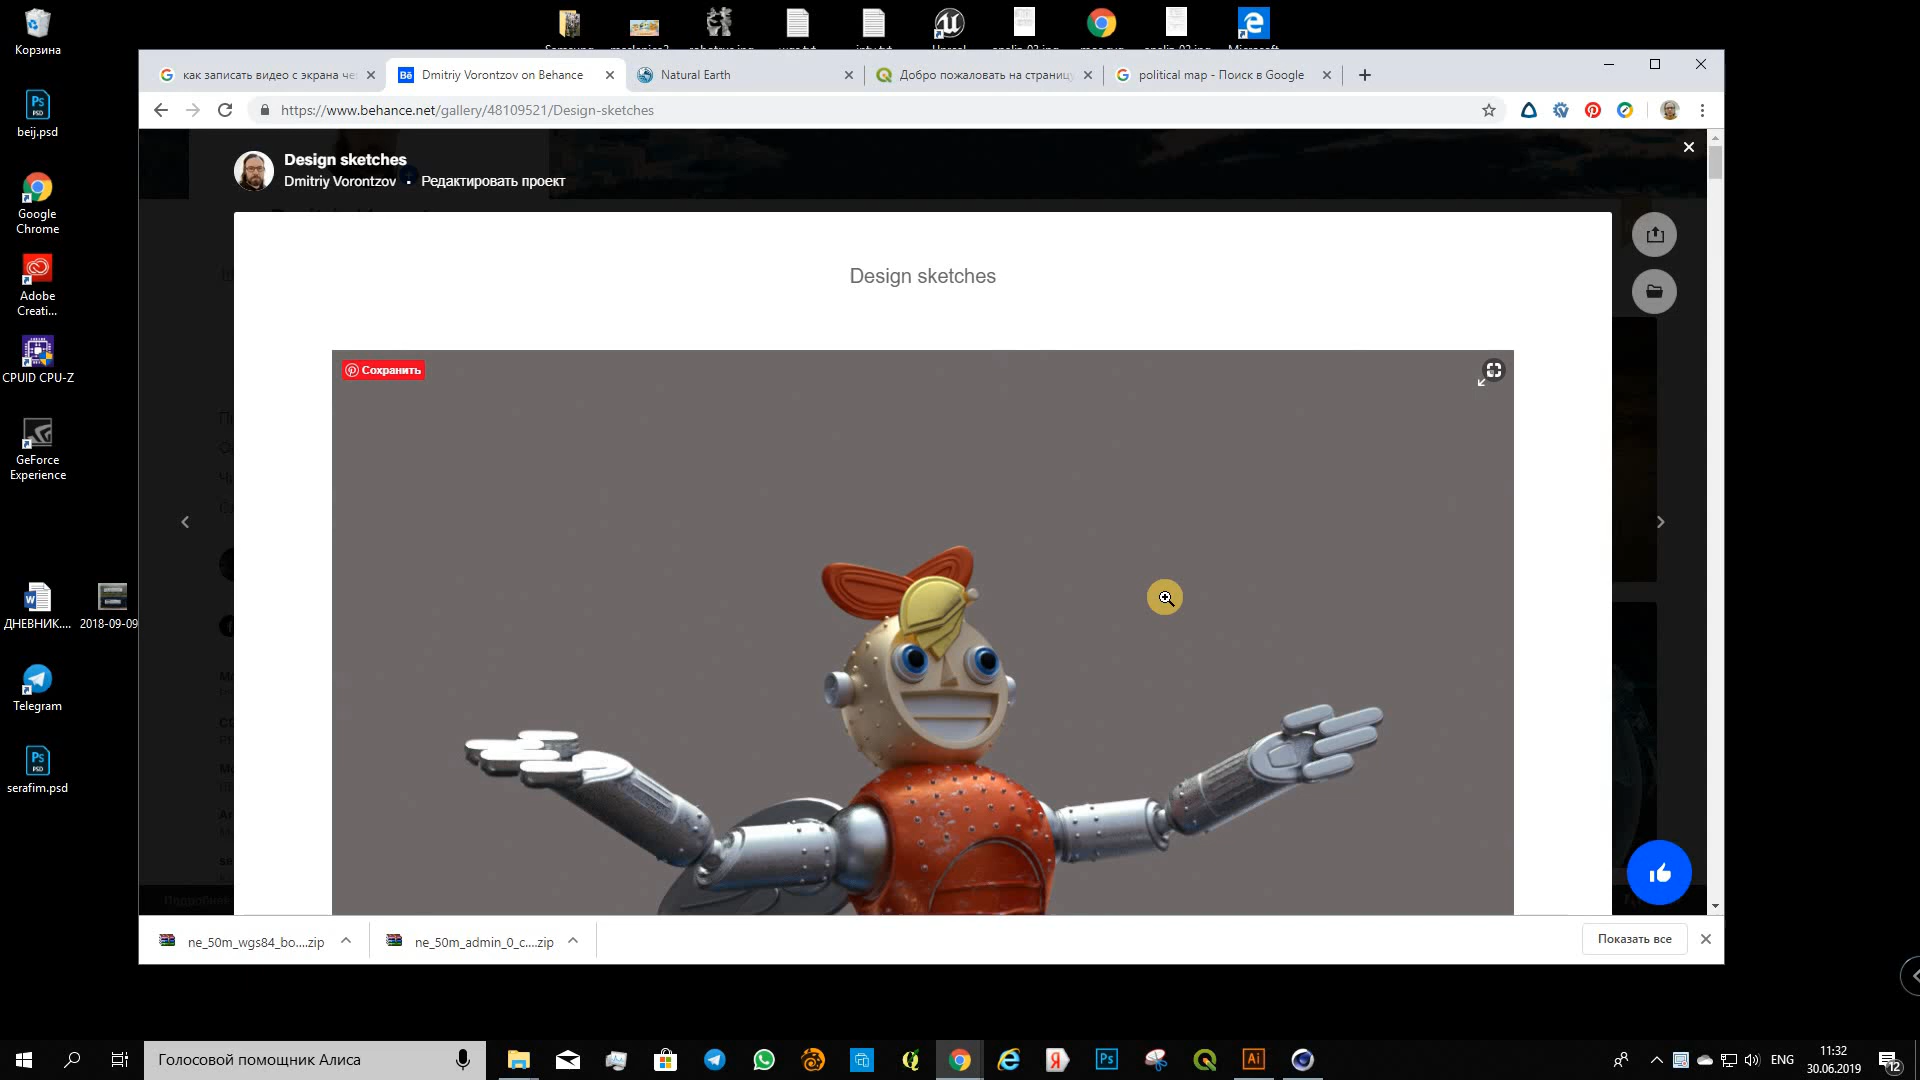 Корзина
beij.psd
Google
Chrome
Adobe
Creati...
CPUID CPU-Z
GeForce
Experience
ДНЕВНИК....
2018-09-09
Telegram
serafim.psd
как записать видео с экрана че
Dmitriy Vorontzov on Behance
Natural Earth
Добро пожаловать на страницу
political map - Поиск в Google
https://www.behance.net/gallery/48109521/Design-sketches
Design sketches
Dmitriy Vorontzov • Редактировать проект
Design sketches
Сохранить
ne_50m_wgs84_bo....zip
ne_50m_admin_0_c....zip
Показать все
Голосовой помощник Алиса
ENG
11:32
30.06.2019
12